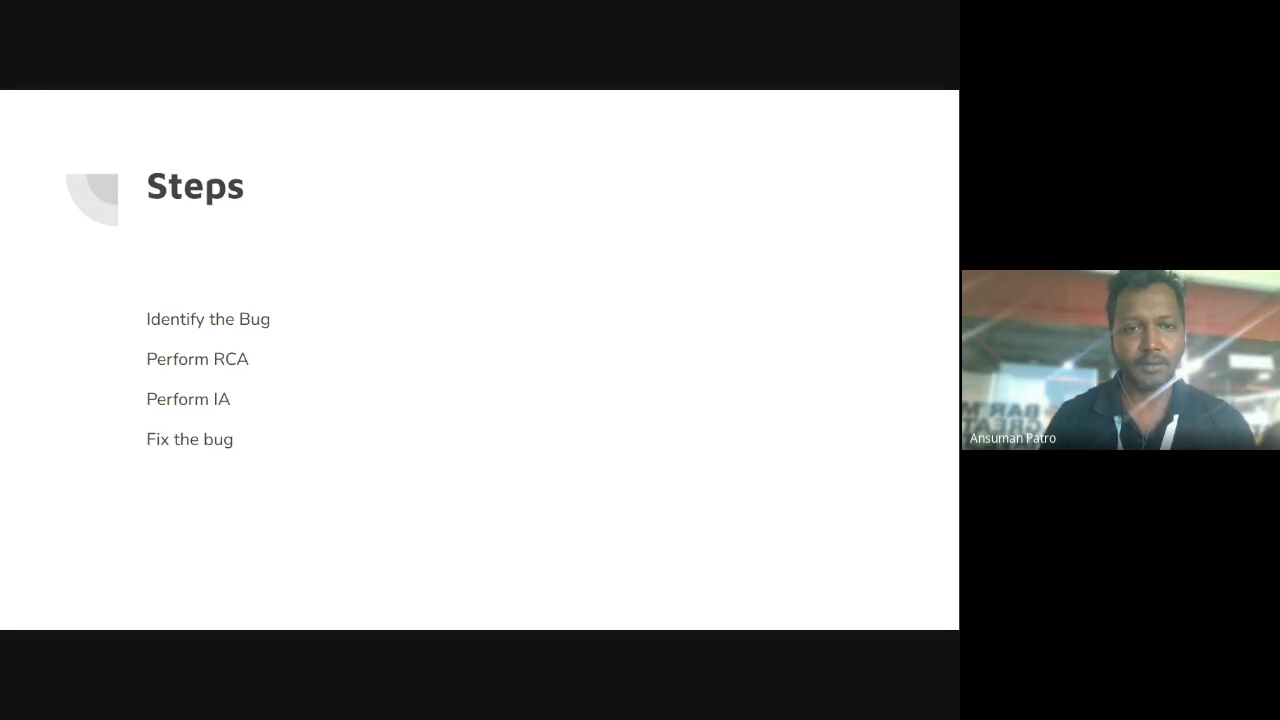 Steps
Identify the Bug
Perform RCA
Perform IA
Fix the bug
Ansuman Patro